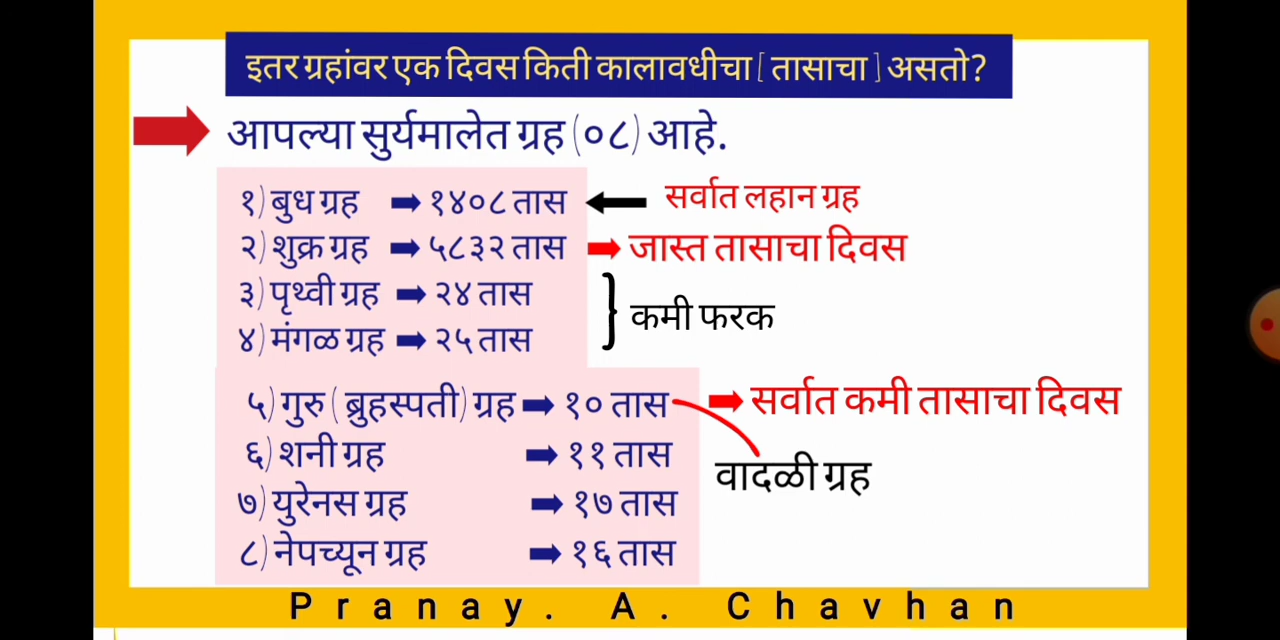 इतर ग्रहांवर एक दिवस किती कालावधीचा [ तासाचा ] असतो?
आपल्या सुर्यमालेत ग्रह (०८) आहे.
१) बुध ग्रह ➡ १४०८ तास ⬅ सर्वात लहान ग्रह
२) शुक्र ग्रह ➡ ५८३२ तास ➡ जास्त तासाचा दिवस
३) पृथ्वी ग्रह ➡ २४ तास
४) मंगळ ग्रह ➡ २५ तास
} कमी फरक
५) गुरु ( ब्रुहस्पती) ग्रह ➡ १० तास ➡ सर्वात कमी तासाचा दिवस
वादळी ग्रह
६) शनी ग्रह ➡ ११ तास
७) युरेनस ग्रह ➡ १७ तास
८) नेपच्यून ग्रह ➡ १६ तास
Pranay. A. Chavhan